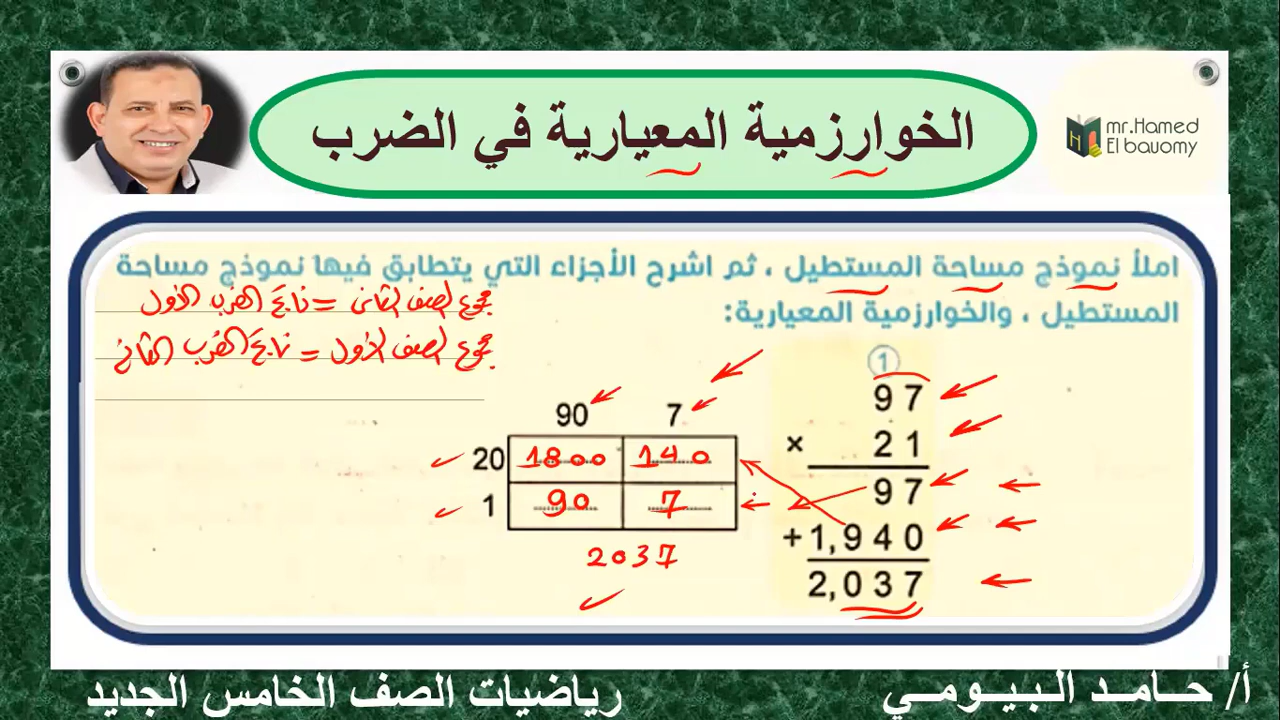 الخوارزمية المعيارية في الضرب
mr.Hamed
El bauomy
املأ نموذج مساحة المستطيل ، ثم اشرح الأجزاء التي يتطابق فيها نموذج مساحة
المستطيل ، والخوارزمية المعيارية:
مجموع الصف الثاني = ناتج الضرب الأول
مجموع الصف الأول = ناتج الضرب الثاني
1
97
× 21
97
+1,940
2,037
90 7
20 1800 140
1 90 7
2037
أ/ حـامـد الـبـيـومـي
رياضيات الصف الخامس الجديد